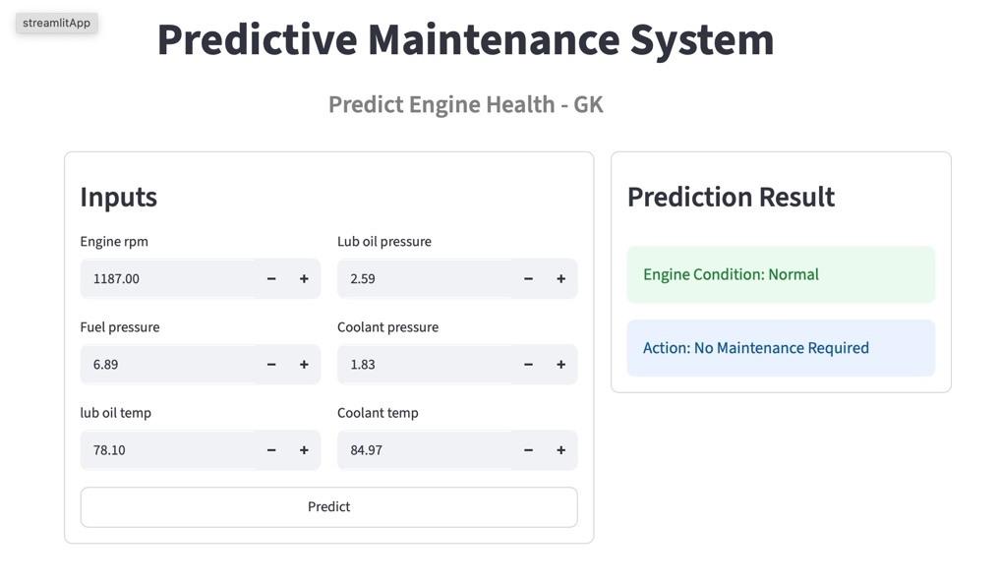 streamlitApp
Predictive Maintenance System
Predict Engine Health - GK
Inputs
Engine rpm
1187.00 − +
Lub oil pressure
2.59 − +
Fuel pressure
6.89 − +
Coolant pressure
1.83 − +
lub oil temp
78.10 − +
Coolant temp
84.97 − +
Predict
Prediction Result
Engine Condition: Normal
Action: No Maintenance Required